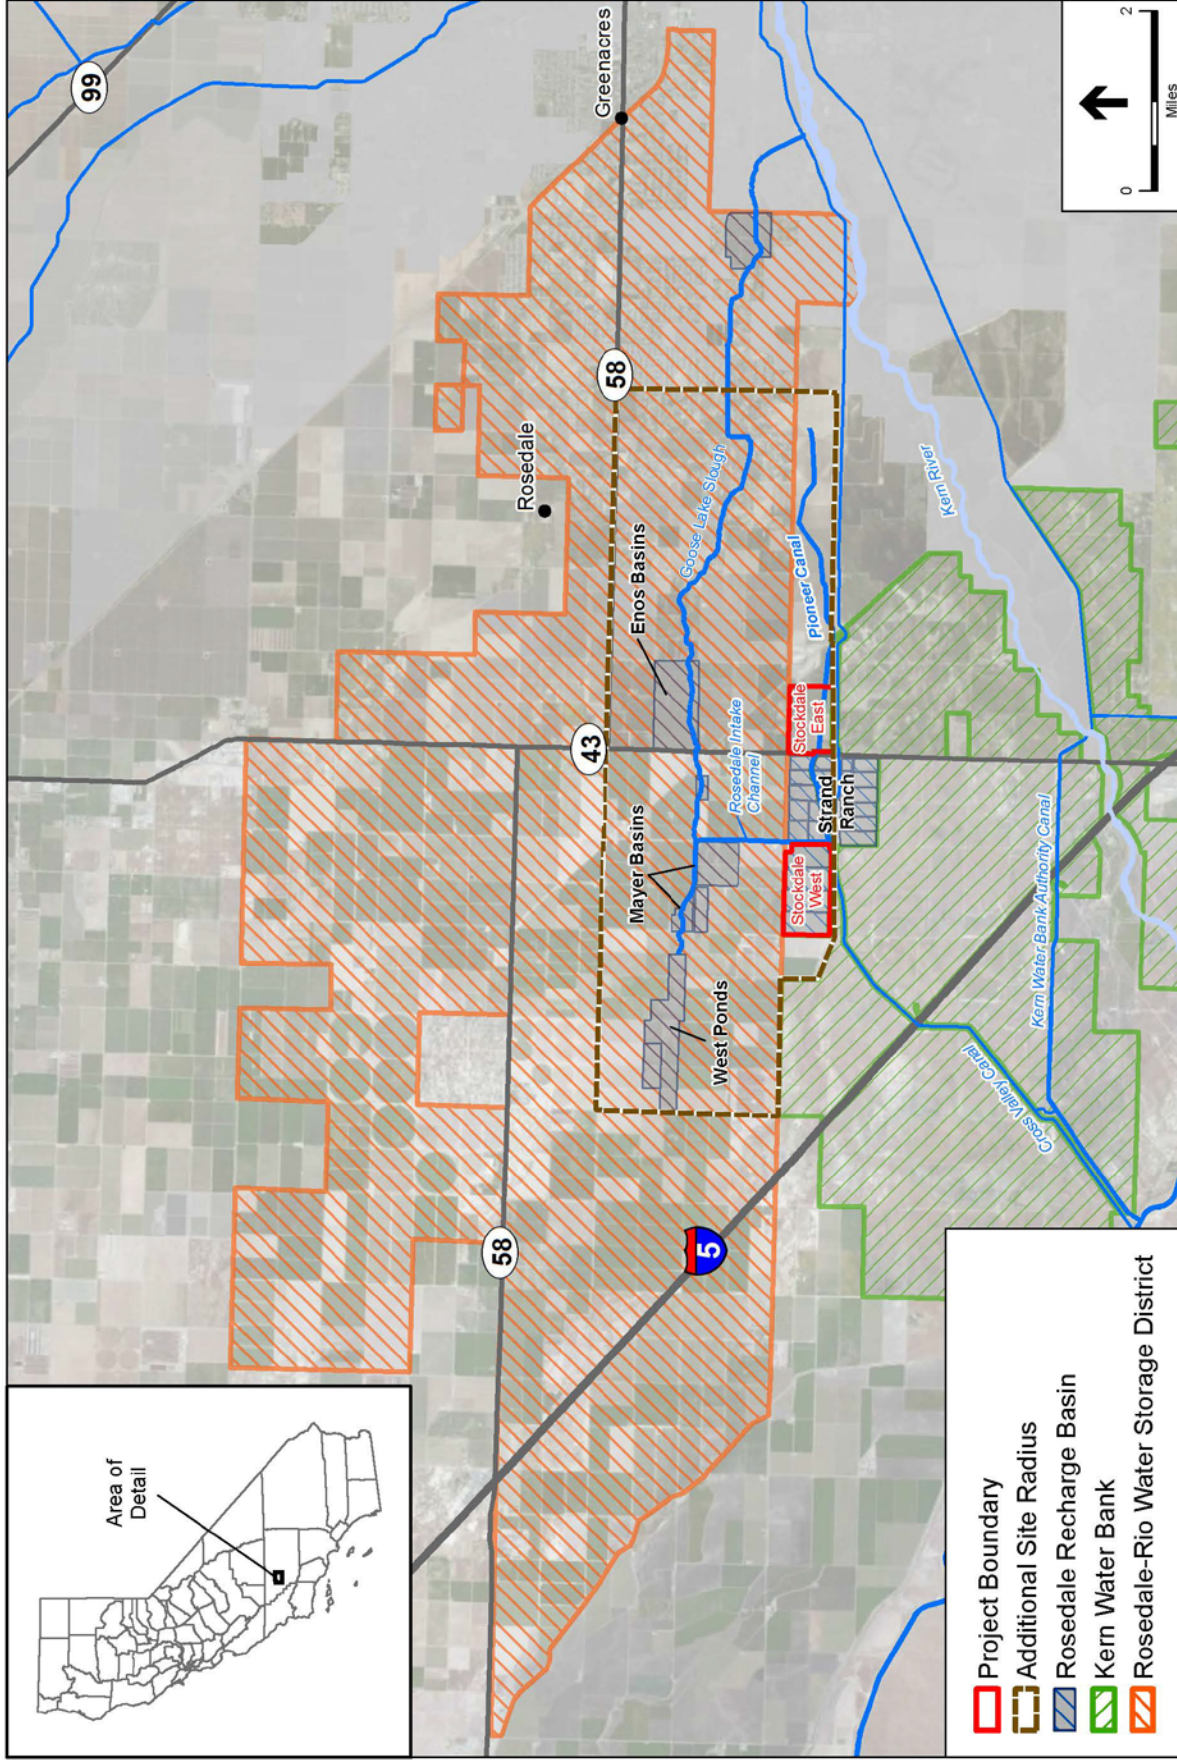 Area of
Detail
99
Greenacres
58
Rosedale
43
58
5
Enos Basins
Goose Lake Slough
Mayer Basins
Rosedale Intake
Channel
West Ponds
Pioneer Canal
Stockdale
East
Stockdale
West
Strand
Ranch
Kern River
Kern Water Bank Authority Canal
Cross Valley Canal
Project Boundary
Additional Site Radius
Rosedale Recharge Basin
Kern Water Bank
Rosedale-Rio Water Storage District
0
2
Miles